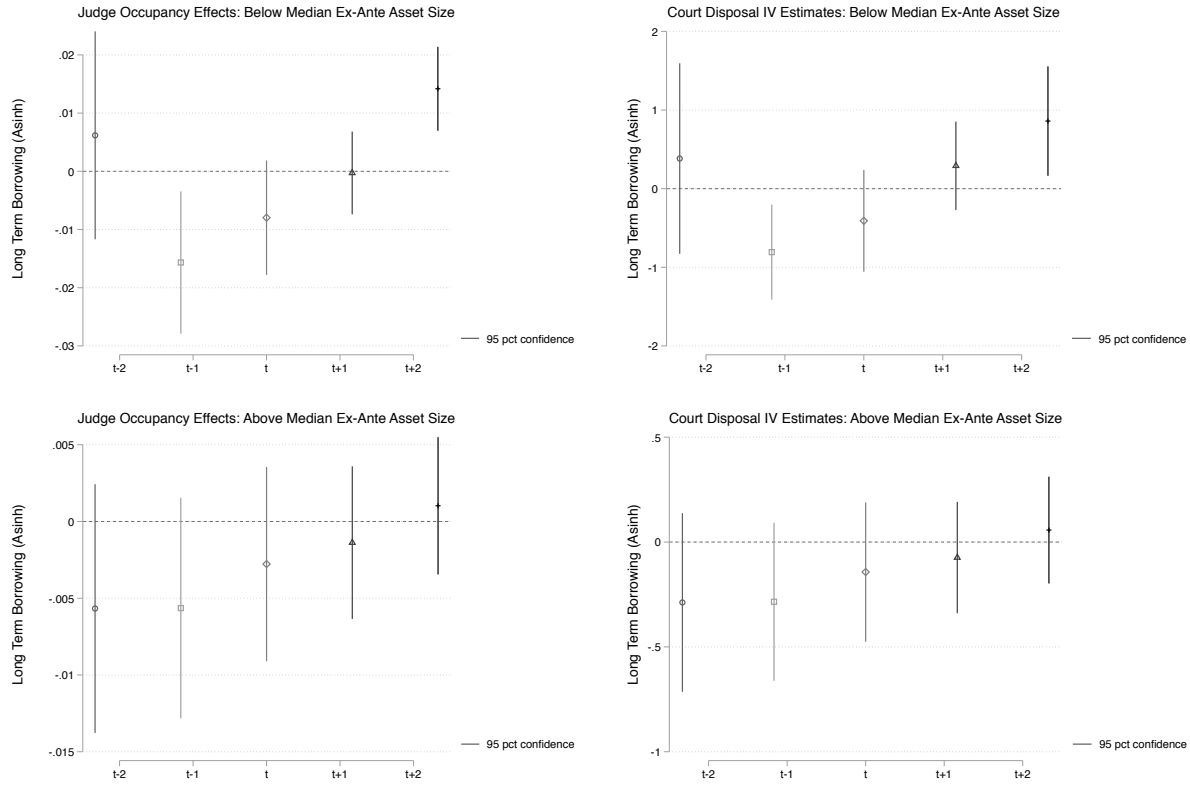 Judge Occupancy Effects: Below Median Ex-Ante Asset Size
Long Term Borrowing (Asinh)
.02
.01
0
-.01
-.02
-.03
t-2
t-1
t
t+1
t+2
95 pct confidence
Court Disposal IV Estimates: Below Median Ex-Ante Asset Size
Long Term Borrowing (Asinh)
2
1
0
-1
-2
t-2
t-1
t
t+1
t+2
95 pct confidence
Judge Occupancy Effects: Above Median Ex-Ante Asset Size
Long Term Borrowing (Asinh)
.005
0
-.005
-.01
-.015
t-2
t-1
t
t+1
t+2
95 pct confidence
Court Disposal IV Estimates: Above Median Ex-Ante Asset Size
Long Term Borrowing (Asinh)
.5
0
-.5
-1
t-2
t-1
t
t+1
t+2
95 pct confidence